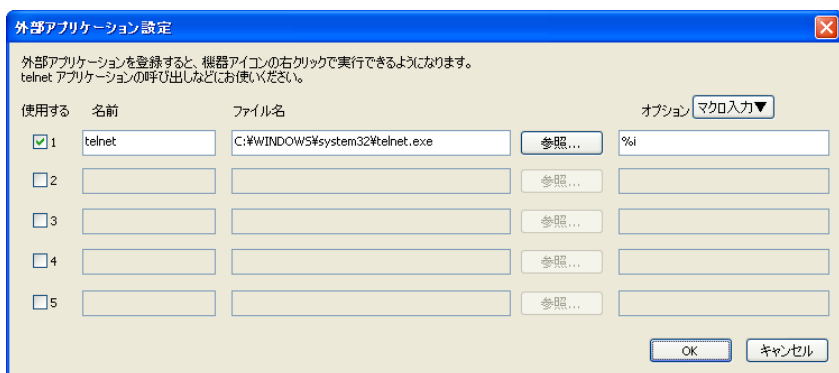 外部アプリケーション設定
外部アプリケーションを登録すると、機器アイコンの右クリックで実行できるようになります。
telnet アプリケーションの呼び出しなどにお使いください。
使用する 名前 ファイル名 オプション マクロ入力▼
1 telnet C:¥WINDOWS¥system32¥telnet.exe 参照... %i
2 参照...
3 参照...
4 参照...
5 参照...
OK キャンセル